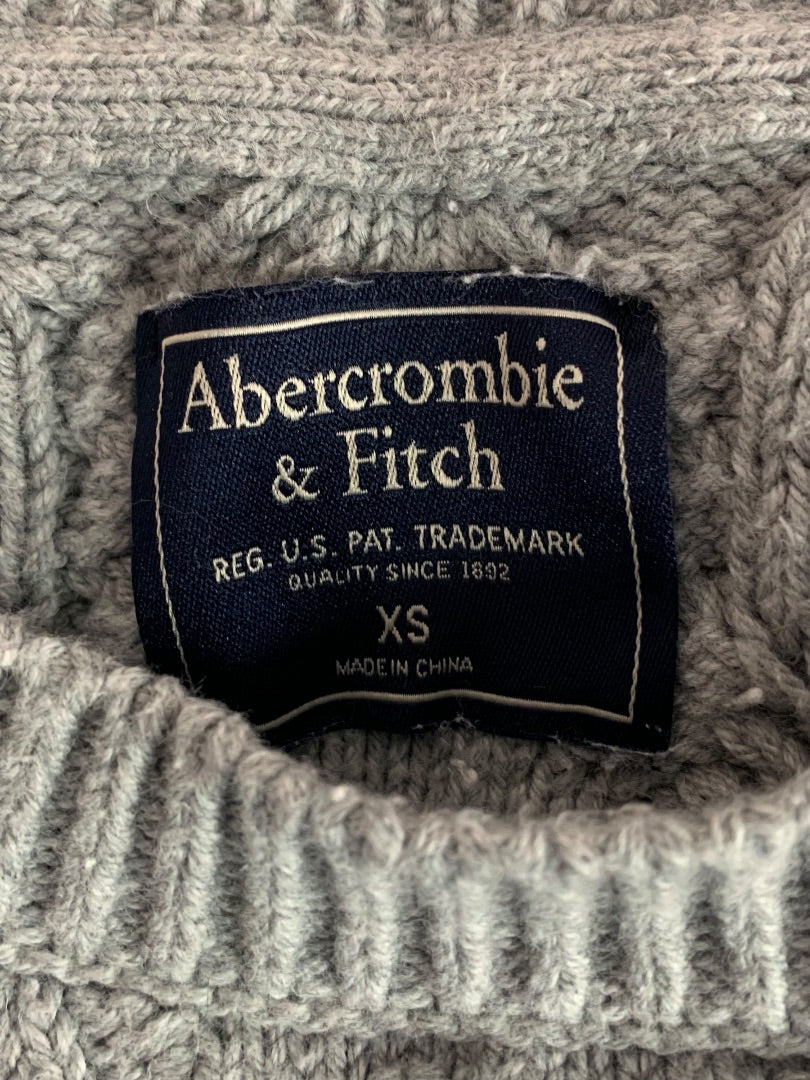 Abercrombie
& Fitch
REG. U.S. PAT. TRADEMARK
QUALITY SINCE 1892
XS
MADE IN CHINA